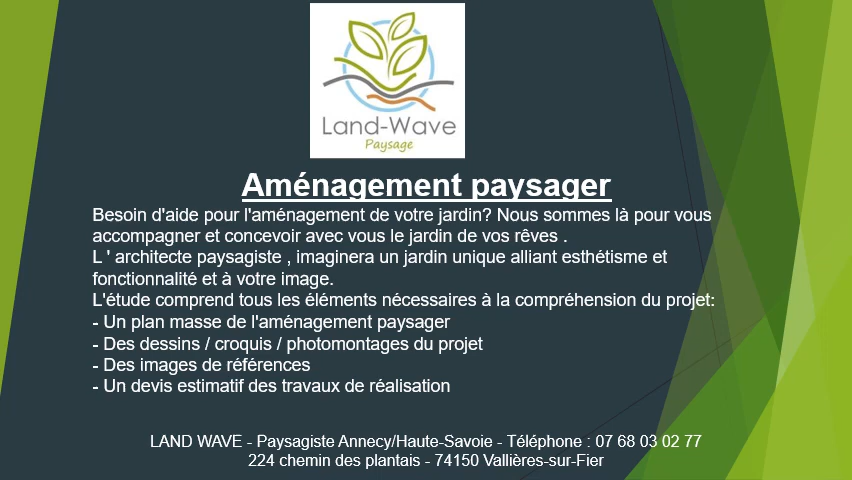 Land-Wave
Paysage
Aménagement paysager
Besoin d'aide pour l'aménagement de votre jardin? Nous sommes là pour vous
accompagner et concevoir avec vous le jardin de vos rêves .
L ' architecte paysagiste , imaginera un jardin unique alliant esthétisme et
fonctionnalité et à votre image.
L'étude comprend tous les éléments nécessaires à la compréhension du projet:
- Un plan masse de l'aménagement paysager
- Des dessins / croquis / photomontages du projet
- Des images de références
- Un devis estimatif des travaux de réalisation
LAND WAVE - Paysagiste Annecy/Haute-Savoie - Téléphone : 07 68 03 02 77
224 chemin des plantais - 74150 Vallières-sur-Fier